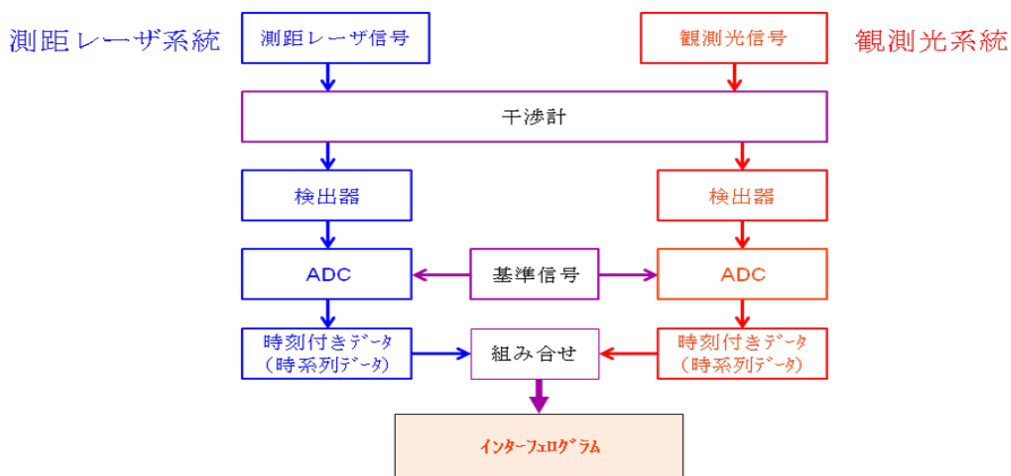 測距レーザ系統
測距レーザ信号
観測光信号
観測光系統
干渉計
検出器
検出器
ADC
基準信号
ADC
時刻付きﾃﾞｰﾀ
(時系列ﾃﾞｰﾀ)
組み合せ
時刻付きﾃﾞｰﾀ
(時系列ﾃﾞｰﾀ)
ｲﾝﾀｰﾌｪﾛｸﾞﾗﾑ